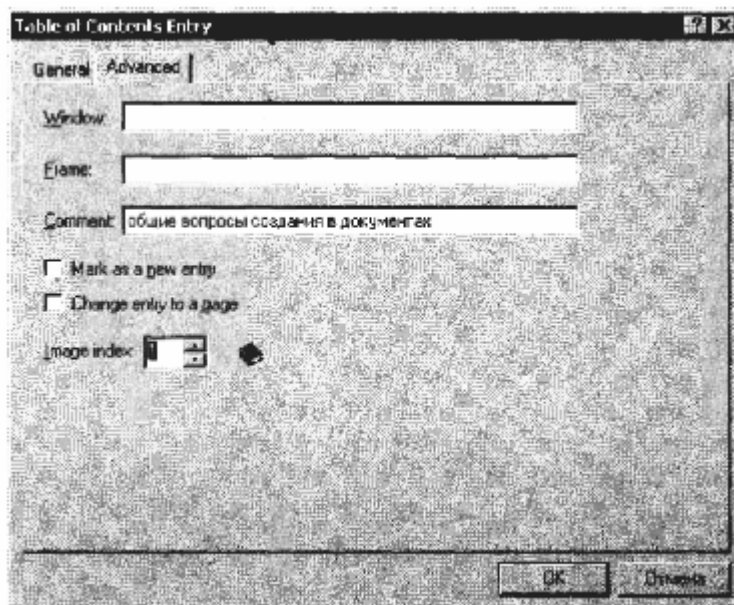 Table of Contents Entry
General Advanced
Window:
Frame:
Comment: общие вопросы создания в документах
Mark as a new entry
Change entry to a page
Image index: 1
OK Отмена